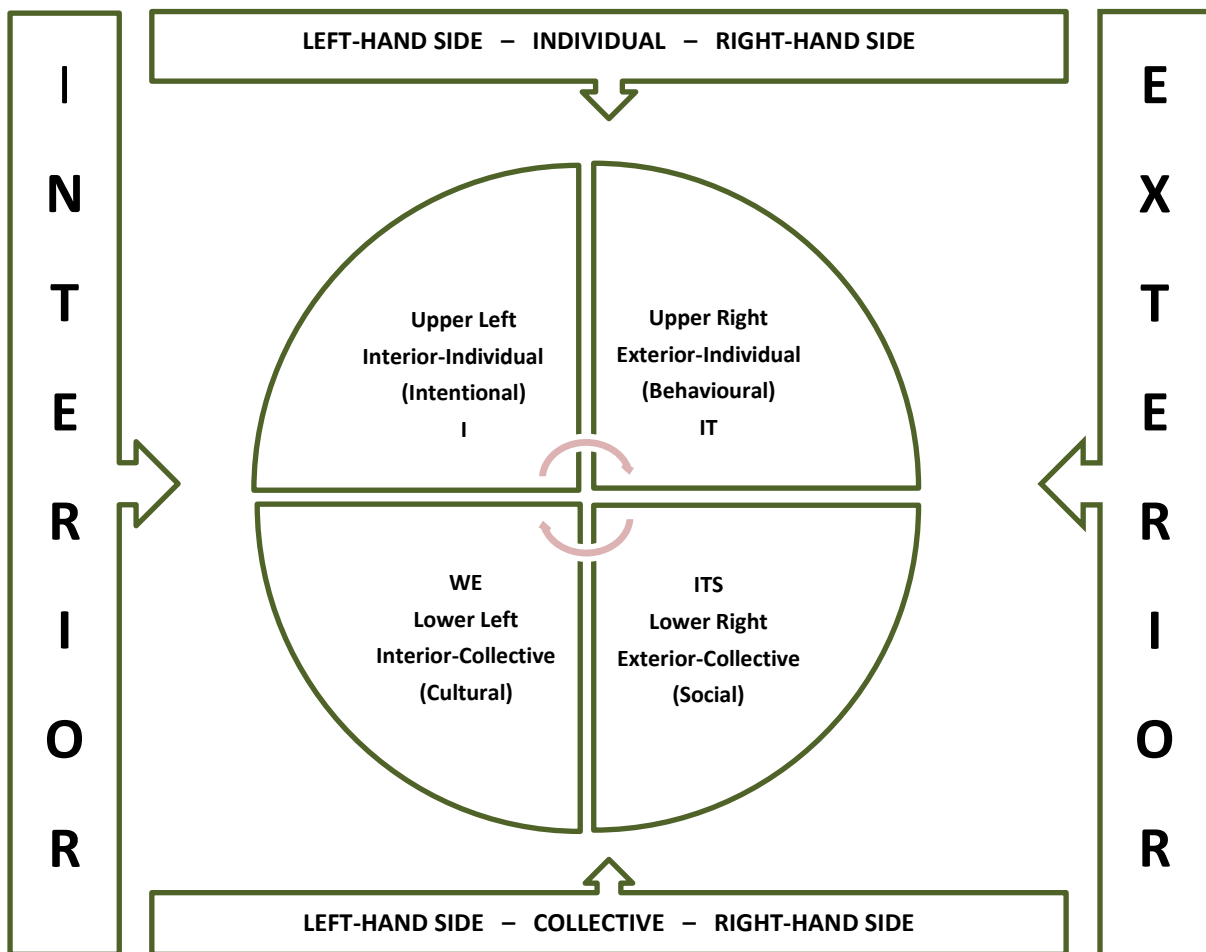 LEFT-HAND SIDE – INDIVIDUAL – RIGHT-HAND SIDE
I
N
T
E
R
I
O
R
Upper Left
Interior-Individual
(Intentional)
I
Upper Right
Exterior-Individual
(Behavioural)
IT
WE
Lower Left
Interior-Collective
(Cultural)
ITS
Lower Right
Exterior-Collective
(Social)
E
X
T
E
R
I
O
R
LEFT-HAND SIDE – COLLECTIVE – RIGHT-HAND SIDE